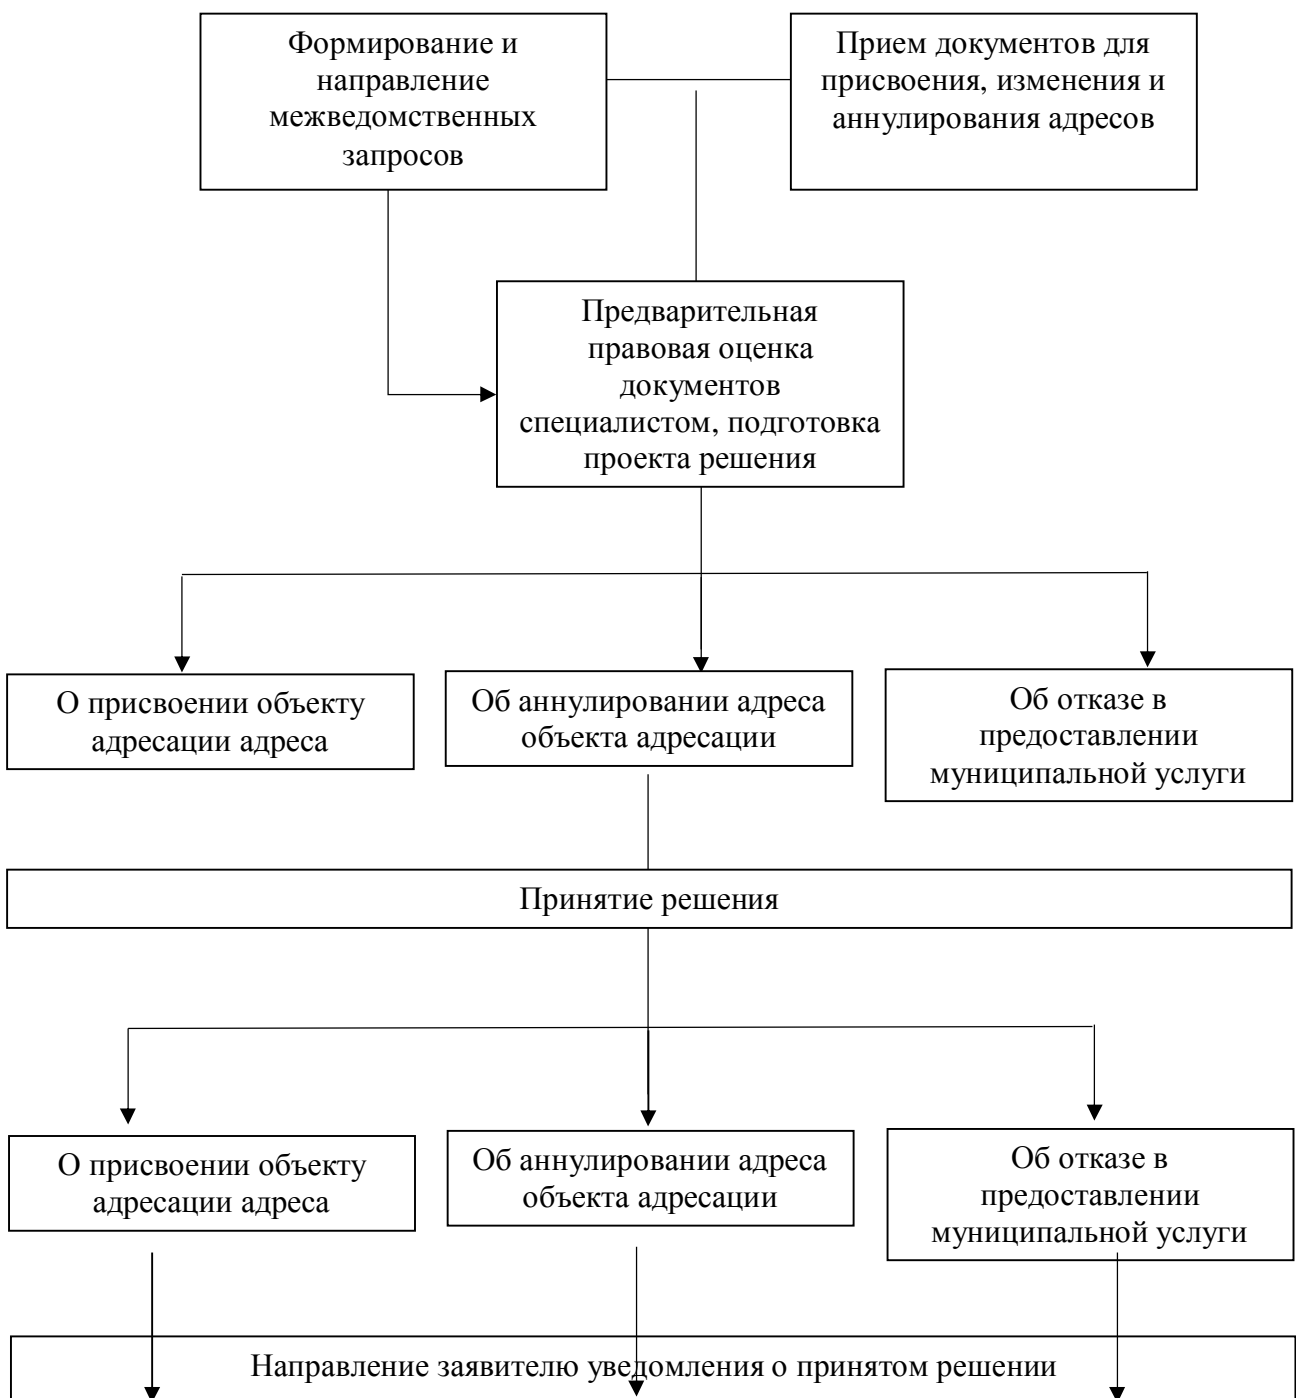 Формирование и
направление
межведомственных
запросов
Прием документов для
присвоения, изменения и
аннулирования адресов
Предварительная
правовая оценка
документов
специалистом, подготовка
проекта решения
О присвоении объекту
адресации адреса
Об аннулировании адреса
объекта адресации
Об отказе в
предоставлении
муниципальной услуги
Принятие решения
О присвоении объекту
адресации адреса
Об аннулировании адреса
объекта адресации
Об отказе в
предоставлении
муниципальной услуги
Направление заявителю уведомления о принятом решении